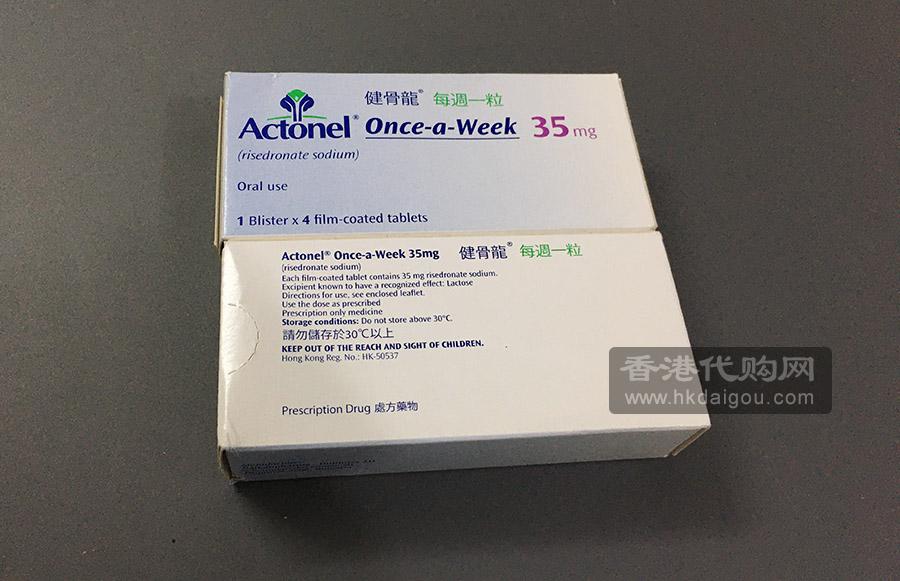 健骨龍® 每週一粒
Actonel® Once-a-Week 35 mg
(risedronate sodium)
Oral use
1 Blister x 4 film-coated tablets
Actonel® Once-a-Week 35mg 健骨龍® 每週一粒
(risedronate sodium)
Each film-coated tablet contains 35 mg risedronate sodium.
Excipient known to have a recognized effect: Lactose
Directions for use, see enclosed leaflet.
Use the dose as prescribed
Prescription only medicine
Storage conditions: Do not store above 30°C.
請勿儲存於30℃以上
KEEP OUT OF THE REACH AND SIGHT OF CHILDREN.
Hong Kong Reg. No.: HK-50537
香港代购网
www.hkdaigou.com
Prescription Drug 處方藥物